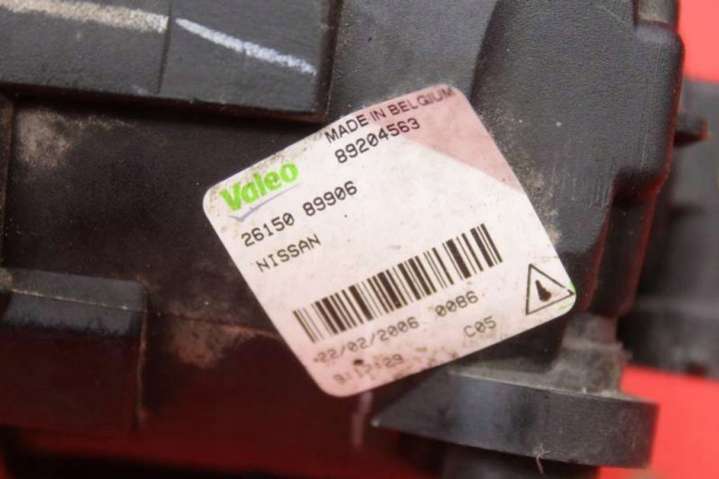 MADE IN BELGIUM
89204563
Valeo
26150 89906
NISSAN
22/02/2006 0086
C05